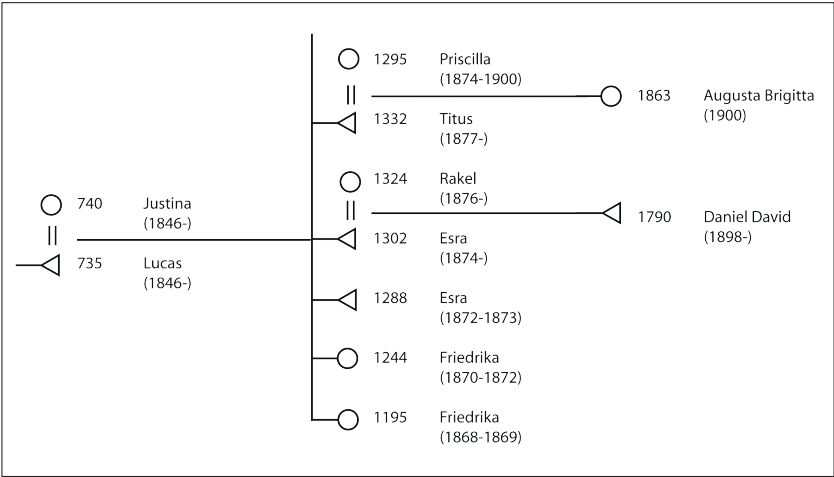 1295 Priscilla
(1874-1900)
1863 Augusta Brigitta
(1900)
1332 Titus
(1877-)
1324 Rakel
(1876-)
740 Justina
(1846-)
1790 Daniel David
(1898-)
1302 Esra
(1874-)
735 Lucas
(1846-)
1288 Esra
(1872-1873)
1244 Friedrika
(1870-1872)
1195 Friedrika
(1868-1869)